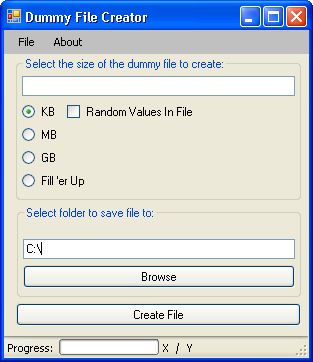 Dummy File Creator
File About
Select the size of the dummy file to create:
KB Random Values In File
MB
GB
Fill 'er Up
Select folder to save file to:
C:\
Browse
Create File
Progress: X / Y